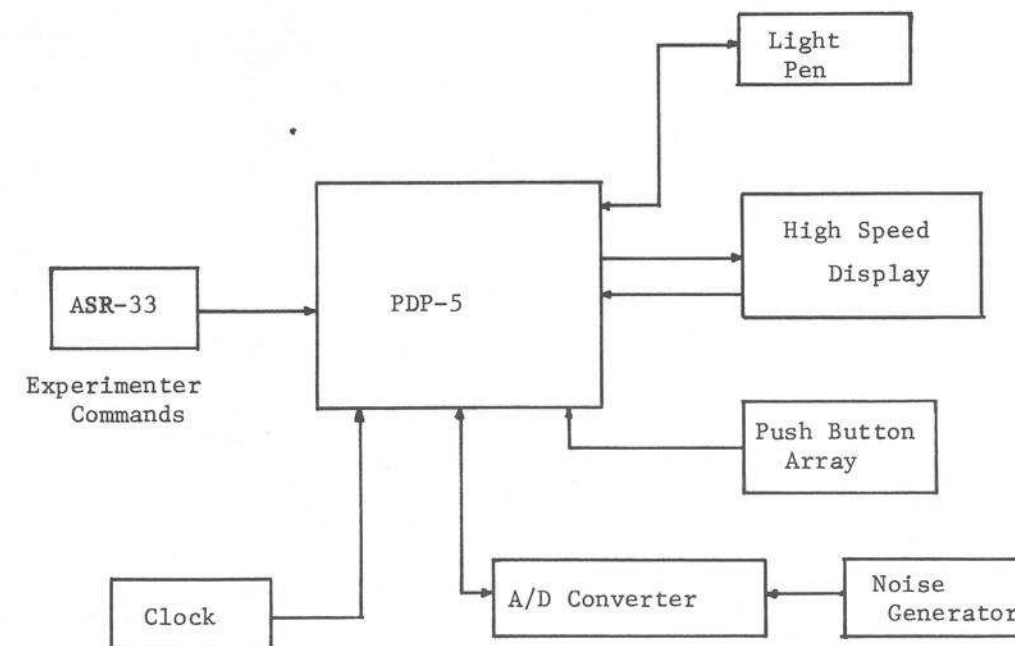 Light
Pen
High Speed
Display
PDP-5
ASR-33
Experimenter
Commands
Push Button
Array
A/D Converter
Noise
Generator
Clock